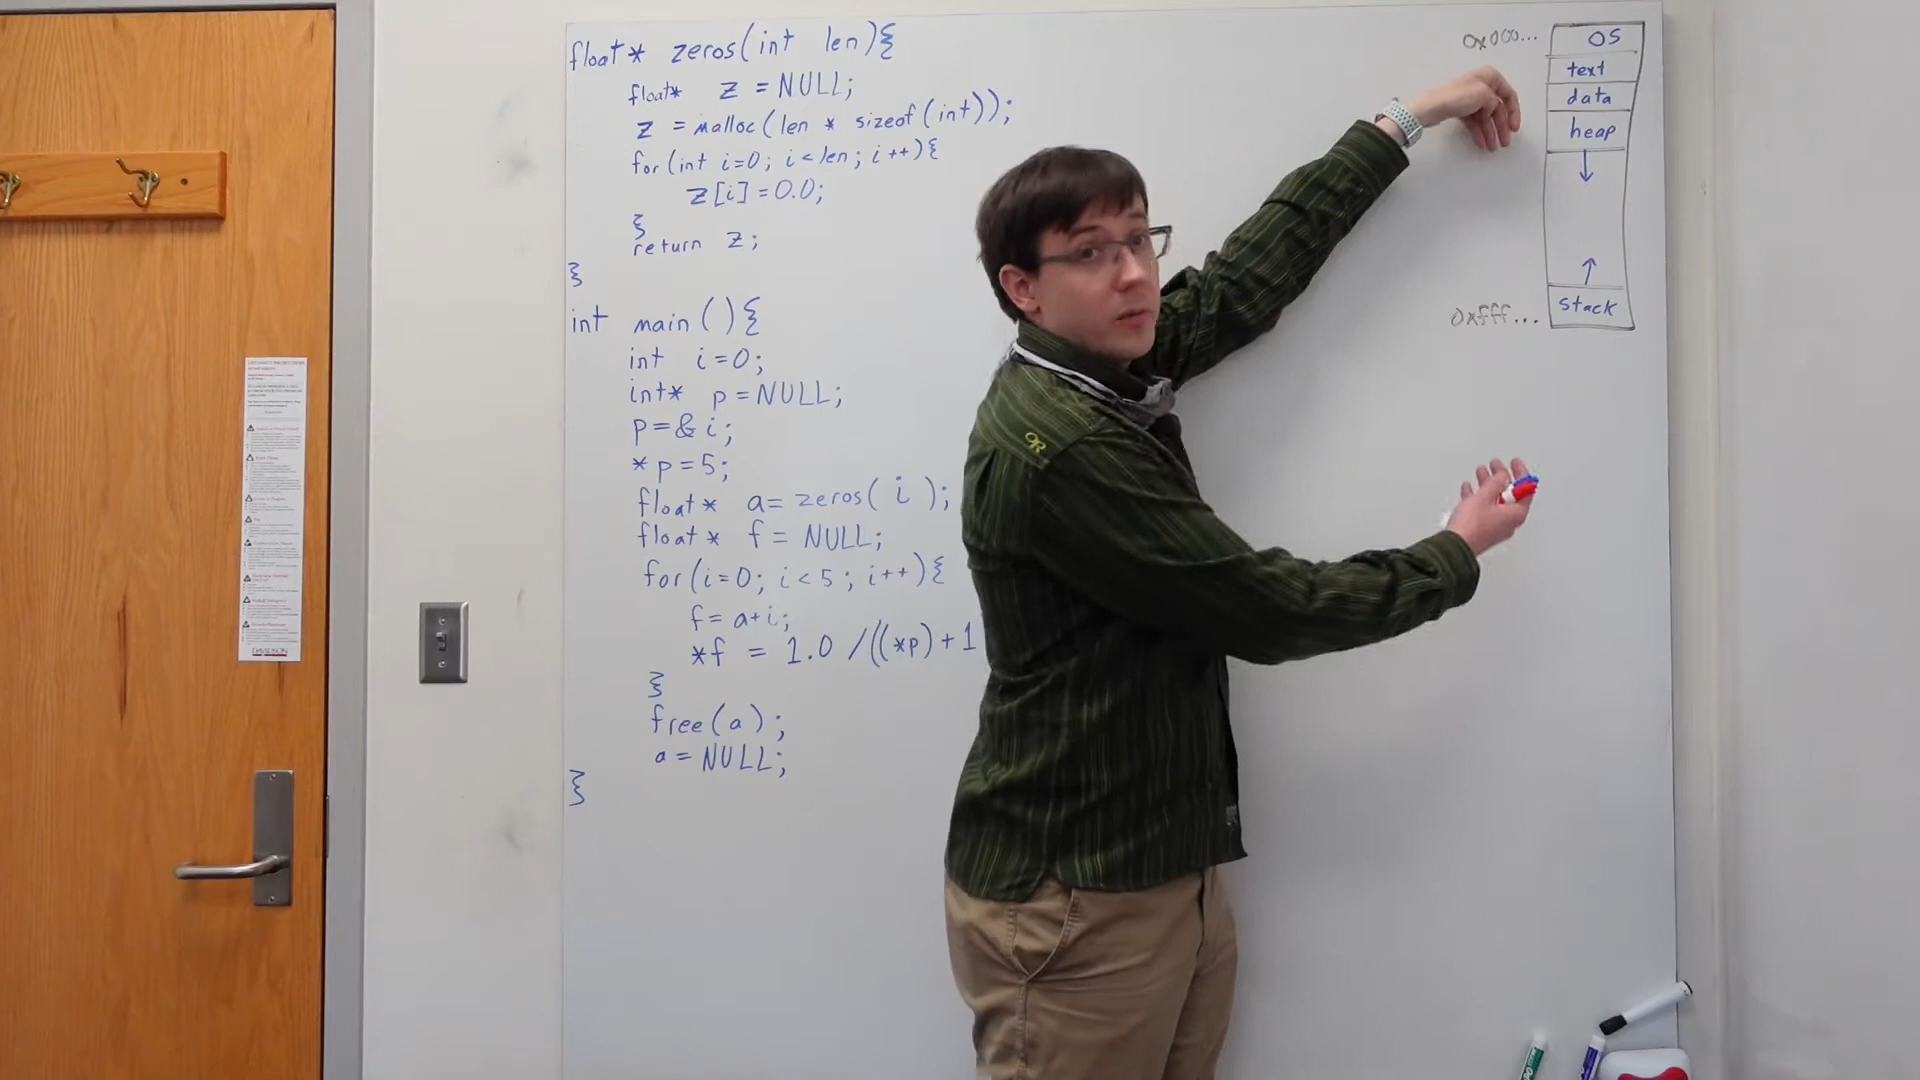 float* zeros(int len){
float* z = NULL;
z = malloc(len * sizeof(int));
for(int i=0; i<len; i++){
z[i]=0.0;
}
return z;
}
int main(){
int i=0;
int* p=NULL;
p=&i;
*p=5;
float* a=zeros(i);
float* f=NULL;
for(i=0; i<5; i++){
f=a+i;
*f = 1.0/((*p)+1
}
free(a);
a=NULL;
}
0x000...
OS
text
data
heap
stack
0xfff...
OR
DAVIDSON